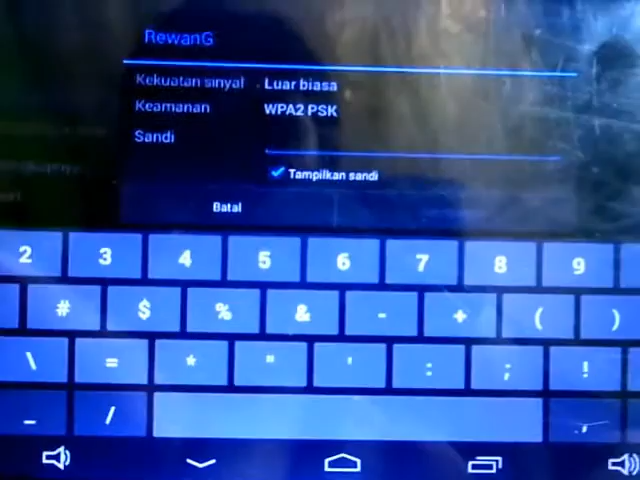 RewanG
Kekuatan sinyal Luar biasa
Keamanan WPA2 PSK
Sandi
Tampilkan sandi
Batal
2 3 4 5 6 7 8 9
# $ % & - + ( )
\ = * " ' : ; !
_ /